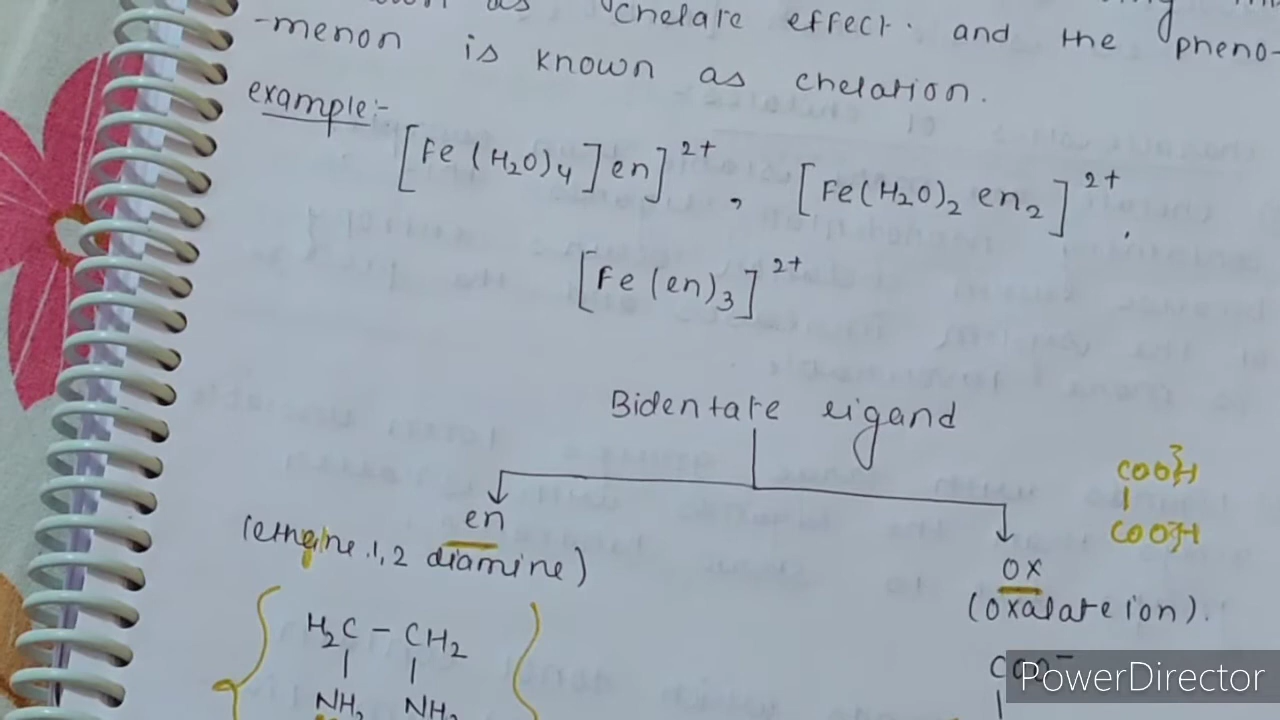 as chelate effect. and the pheno-
-menon is known as chelation.
example:-
[Fe(H₂O)₄]en]²⁺, [Fe(H₂O)₂ en₂]²⁺,
[Fe(en)₃]²⁺
Bidentate ligand
en
(ethane 1,2 diamine)
COOH
COOH
ox
(oxalate ion).
H₂C - CH₂
NH₂ NH₂
COO⁻
PowerDirector